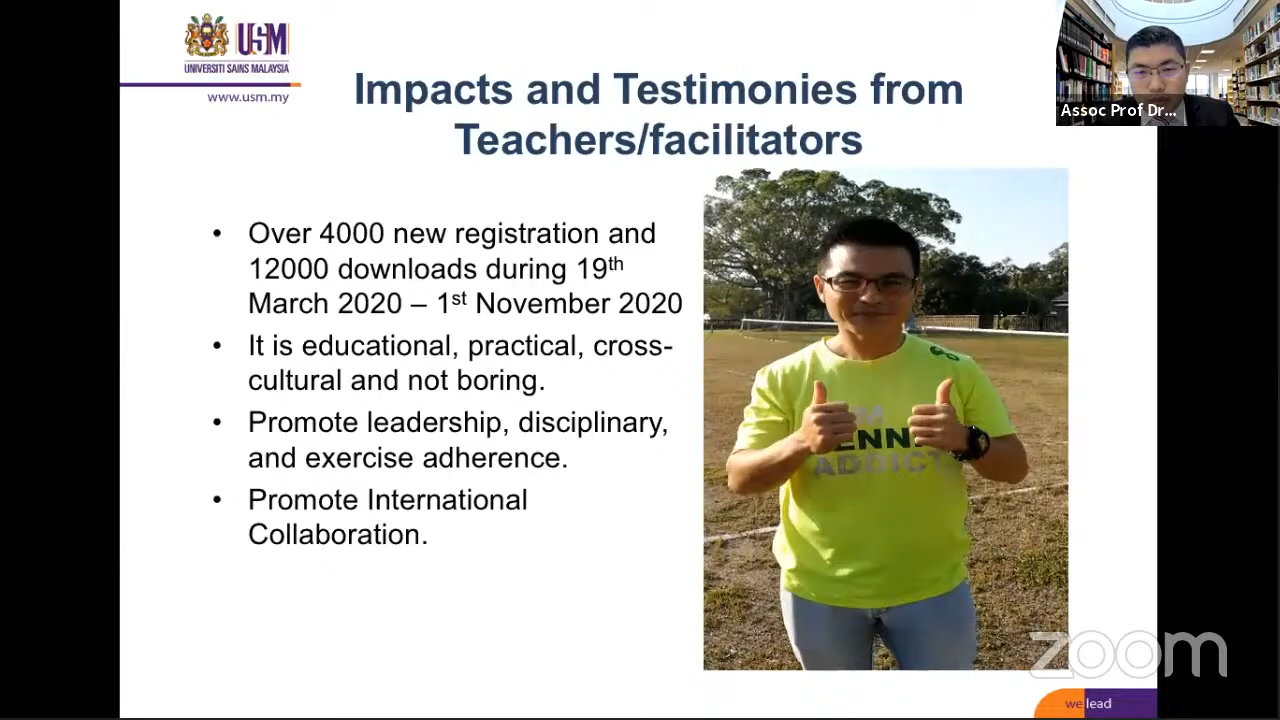 USM
UNIVERSITI SAINS MALAYSIA
www.usm.my
Impacts and Testimonies from
Teachers/facilitators
Assoc Prof Dr...
• Over 4000 new registration and
12000 downloads during 19th
March 2020 – 1st November 2020
• It is educational, practical, cross-
cultural and not boring.
• Promote leadership, disciplinary,
and exercise adherence.
• Promote International
Collaboration.
ADDICT
zoom
we lead